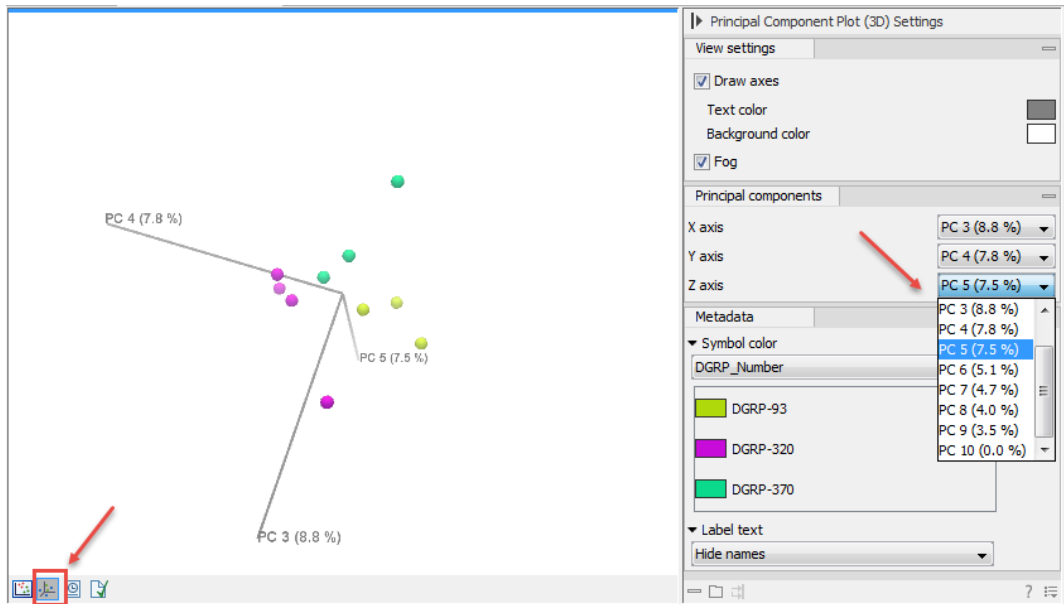 PC 4 (7.8 %)
PC 5 (7.5 %)
PC 3 (8.8 %)
Principal Component Plot (3D) Settings
View settings
Draw axes
Text color
Background color
Fog
Principal components
X axis
PC 3 (8.8 %)
Y axis
PC 4 (7.8 %)
Z axis
PC 5 (7.5 %)
PC 3 (8.8 %)
PC 4 (7.8 %)
PC 5 (7.5 %)
PC 6 (5.1 %)
PC 7 (4.7 %)
PC 8 (4.0 %)
PC 9 (3.5 %)
PC 10 (0.0 %)
Metadata
Symbol color
DGRP_Number
DGRP-93
DGRP-320
DGRP-370
Label text
Hide names
?